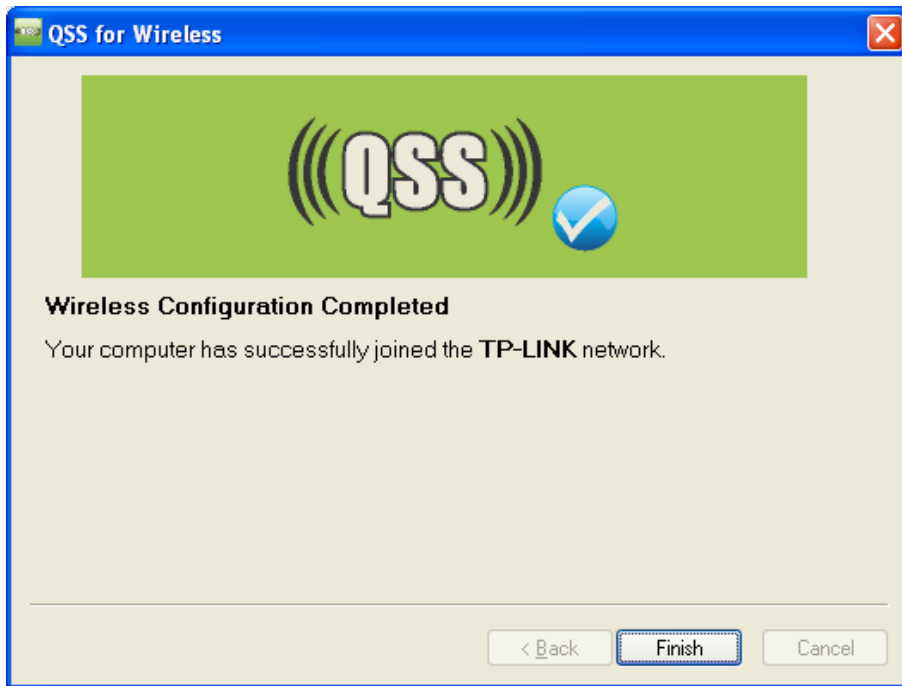 QSS for Wireless
(((QSS)))
Wireless Configuration Completed
Your computer has successfully joined the TP-LINK network.
< Back Finish Cancel